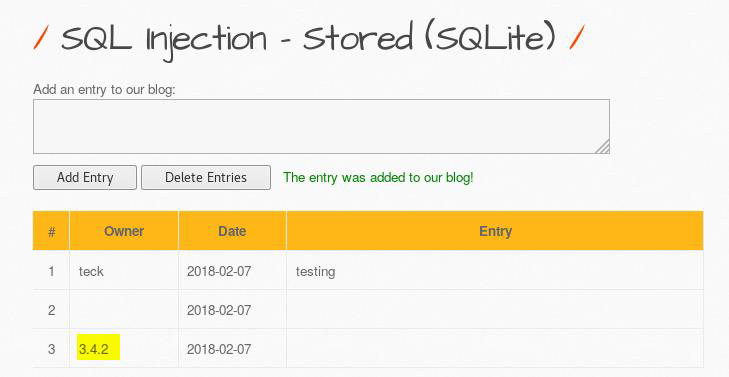 / SQL Injection - Stored (SQLite) /
Add an entry to our blog:
Add Entry Delete Entries The entry was added to our blog!
# Owner Date Entry
1 teck 2018-02-07 testing
2 2018-02-07
3 3.4.2 2018-02-07